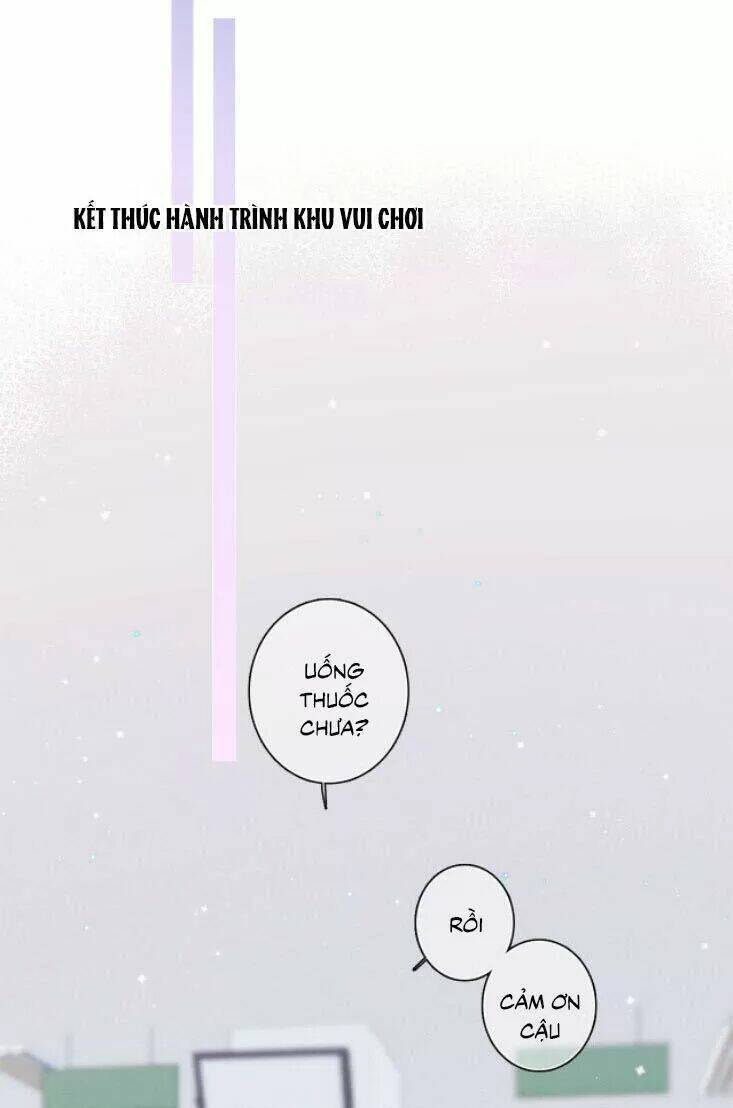 KẾT THÚC HÀNH TRÌNH KHU VUI CHƠI
UỐNG
THUỐC
CHƯA?
RỒI
CẢM ƠN
CẬU